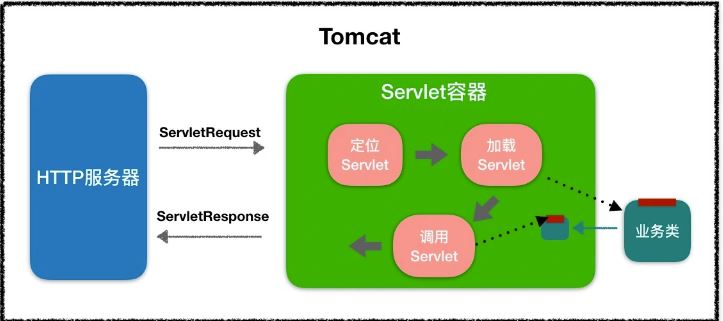 Tomcat
Servlet容器
HTTP服务器
ServletRequest
定位
Servlet
加载
Servlet
ServletResponse
调用
Servlet
业务类